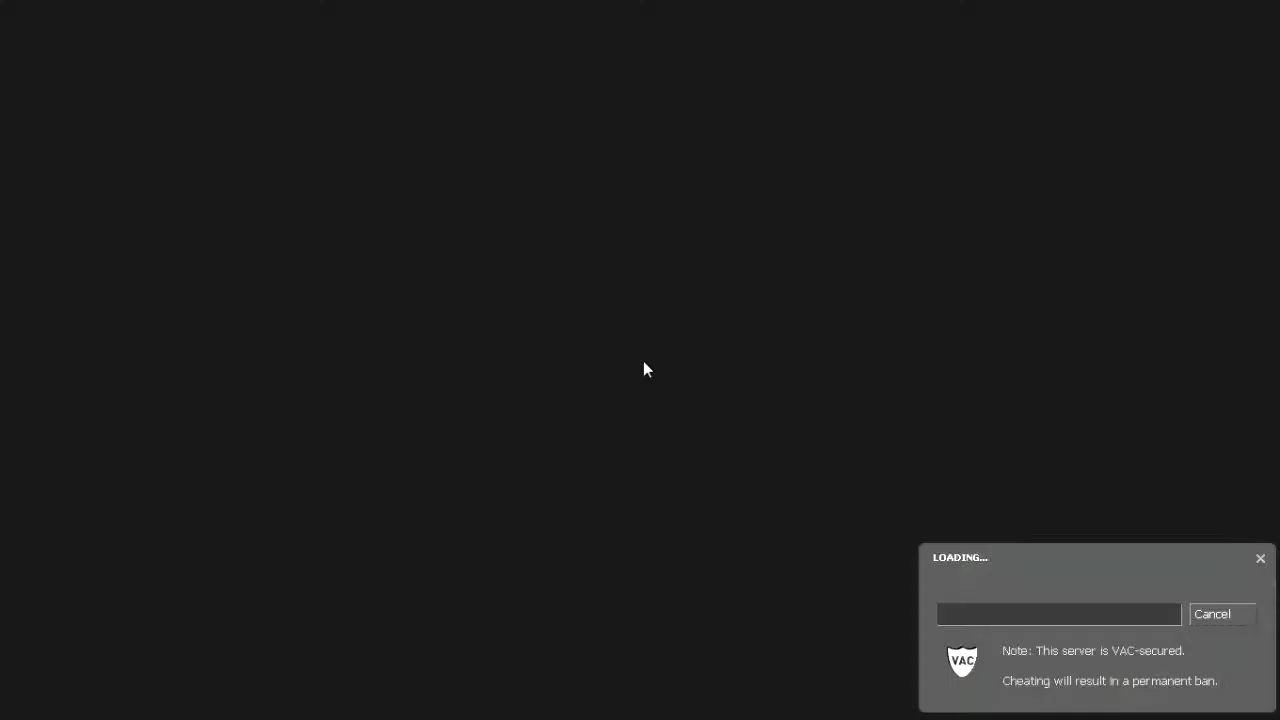 LOADING...
Cancel
VAC
Note: This server is VAC-secured.
Cheating will result in a permanent ban.